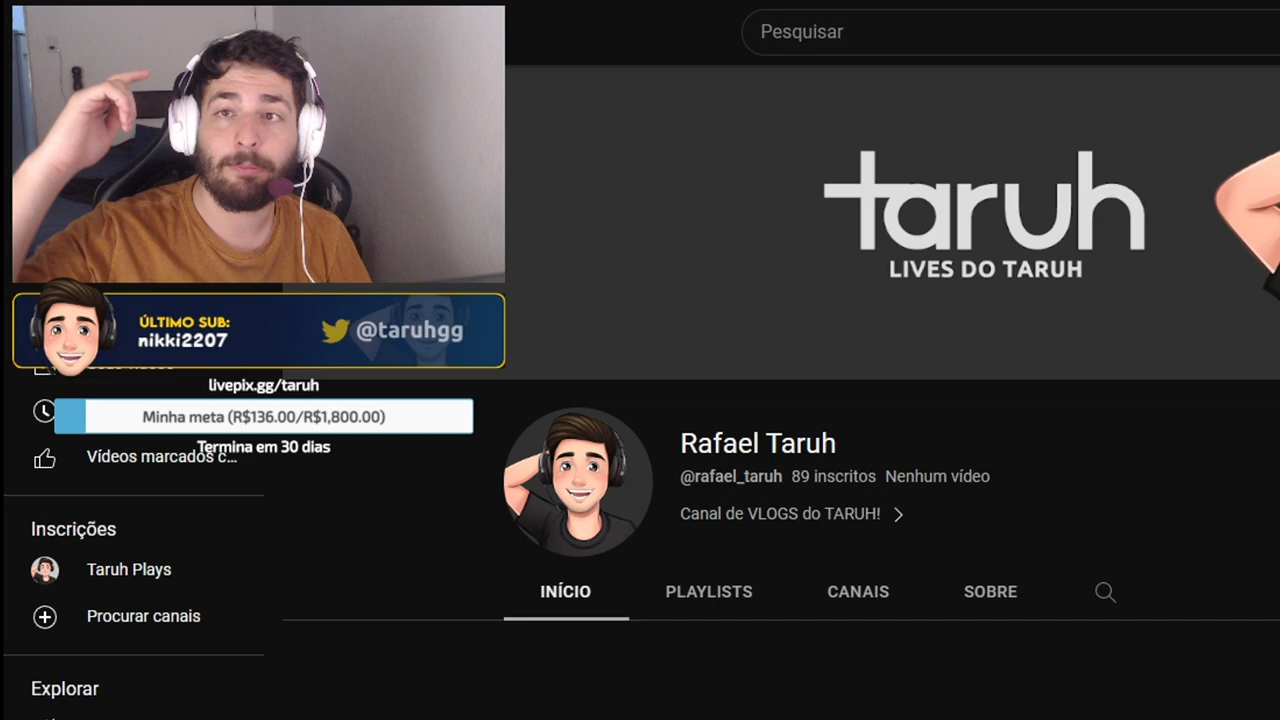 Pesquisar
taruh
LIVES DO TARUH
ÚLTIMO SUB:
nikki2207
@taruhgg
livepix.gg/taruh
Minha meta (R$136.00/R$1,800.00)
Termina em 30 dias
Vídeos marcados c...
Rafael Taruh
@rafael_taruh 89 inscritos Nenhum vídeo
Canal de VLOGS do TARUH!
INÍCIO PLAYLISTS CANAIS SOBRE
Inscrições
Taruh Plays
Procurar canais
Explorar